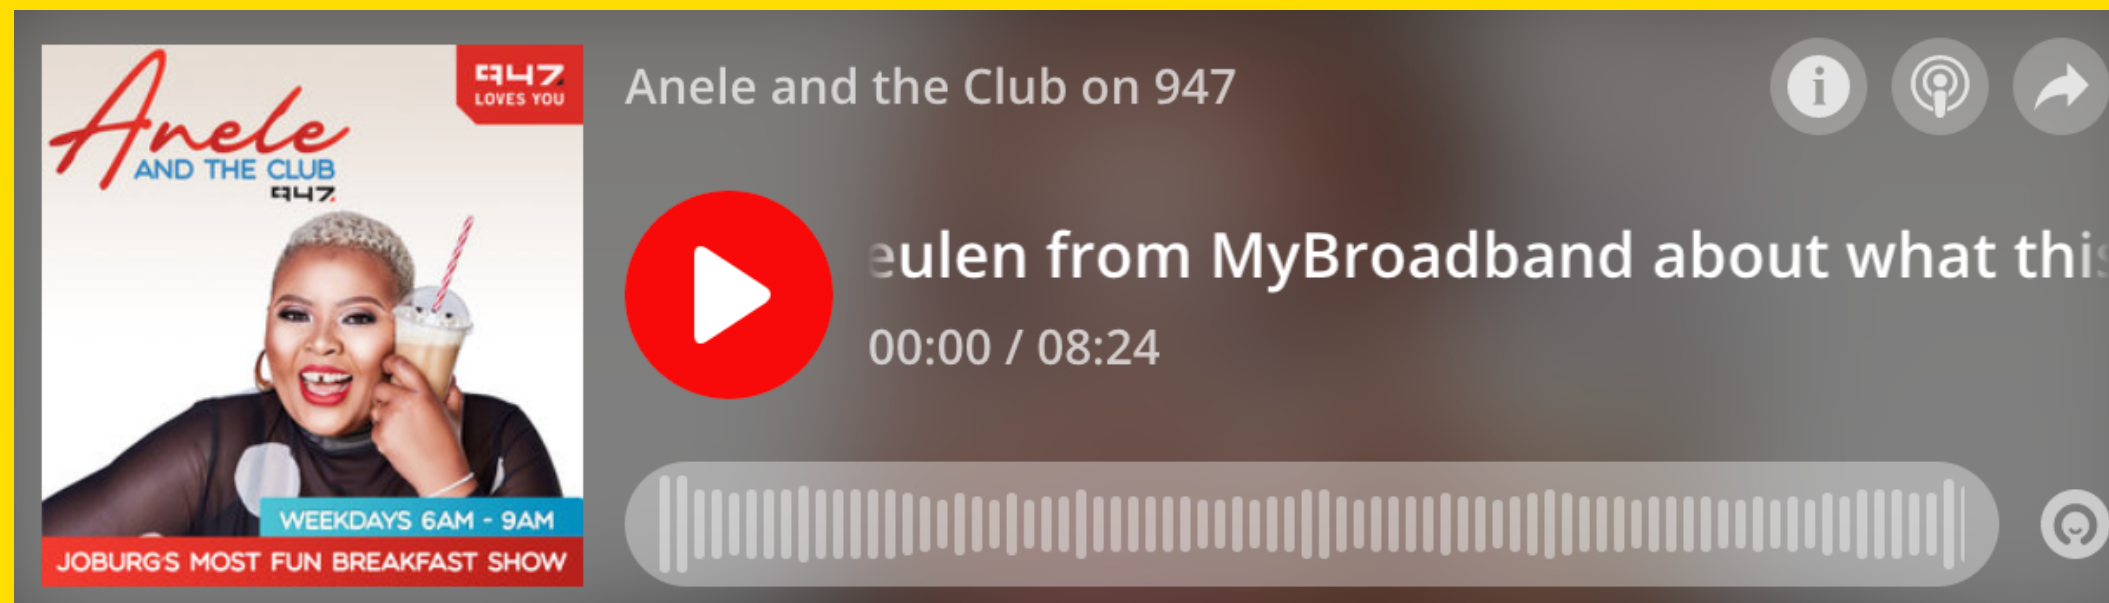 Anele
AND THE CLUB
947
947
LOVES YOU
WEEKDAYS 6AM - 9AM
JOBURG'S MOST FUN BREAKFAST SHOW
Anele and the Club on 947
eulen from MyBroadband about what this
00:00 / 08:24